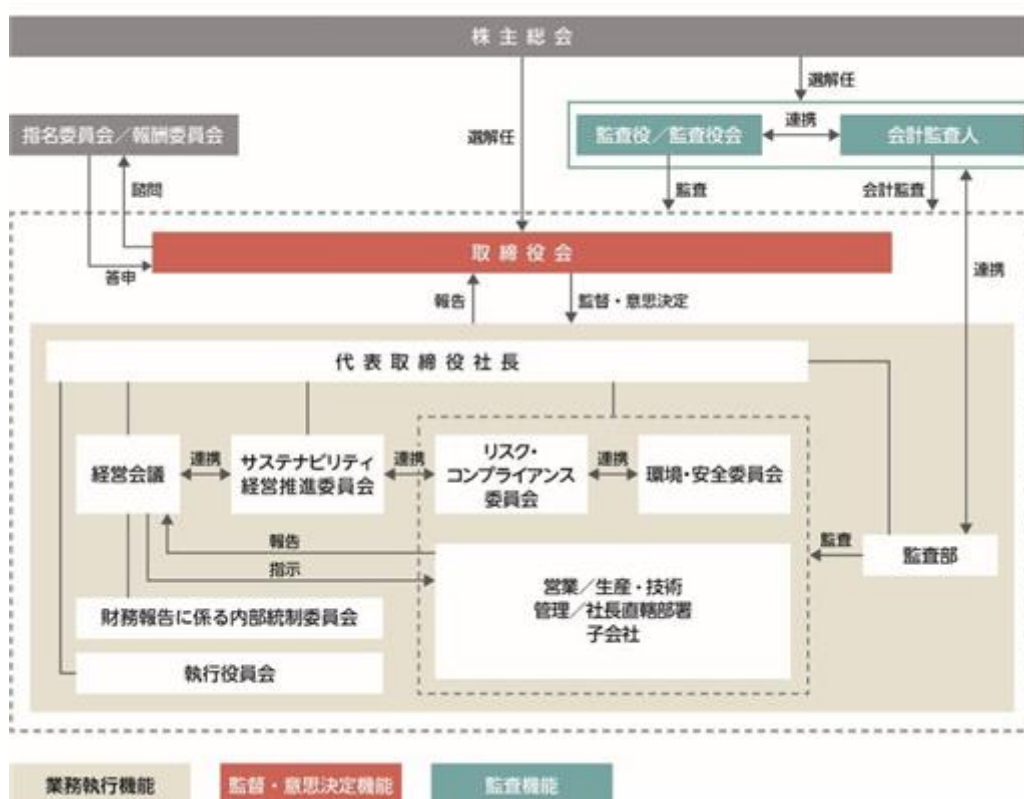 株主総会
選解任
選解任
指名委員会／報酬委員会
監査役／監査役会
連携
会計監査人
諮問
監査
会計監査
取締役会
答申
連携
報告
監督・意思決定
代表取締役社長
経営会議
連携
サステナビリティ
経営推進委員会
連携
リスク・
コンプライアンス
委員会
連携
環境・安全委員会
報告
指示
監査
監査部
営業／生産・技術
管理／社長直轄部署
子会社
財務報告に係る内部統制委員会
執行役員会
業務執行機能
監督・意思決定機能
監査機能